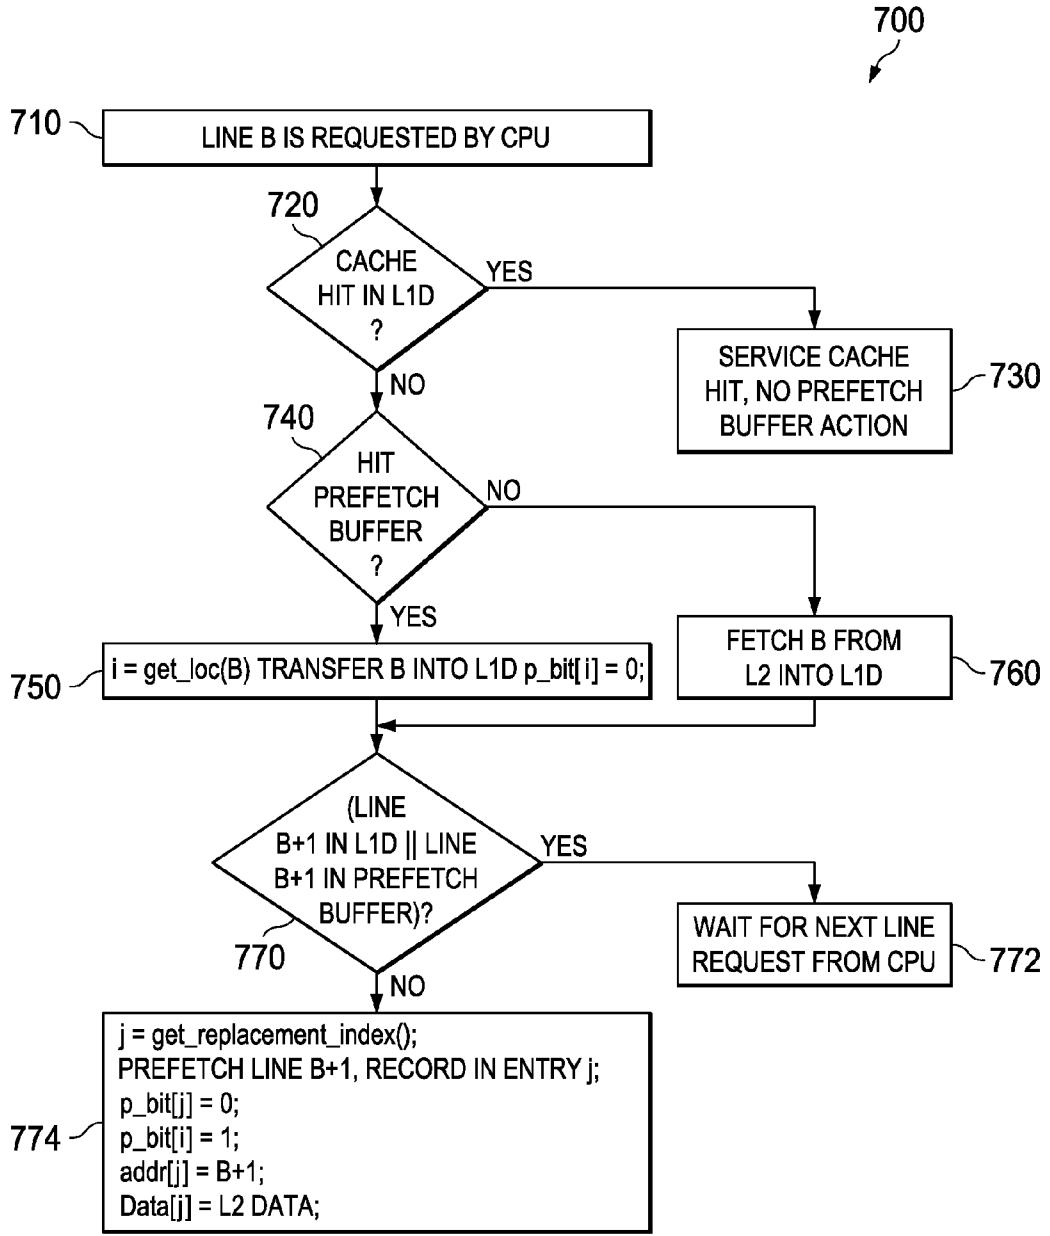 700
710
LINE B IS REQUESTED BY CPU
720
CACHE
HIT IN L1D
?
YES
NO
SERVICE CACHE
HIT, NO PREFETCH
BUFFER ACTION
730
740
HIT
PREFETCH
BUFFER
?
NO
YES
750
i = get_loc(B) TRANSFER B INTO L1D p_bit[ i ] = 0;
FETCH B FROM
L2 INTO L1D
760
(LINE
B+1 IN L1D || LINE
B+1 IN PREFETCH
BUFFER)?
770
YES
NO
WAIT FOR NEXT LINE
REQUEST FROM CPU
772
774
j = get_replacement_index();
PREFETCH LINE B+1, RECORD IN ENTRY j;
p_bit[j] = 0;
p_bit[i] = 1;
addr[j] = B+1;
Data[j] = L2 DATA;